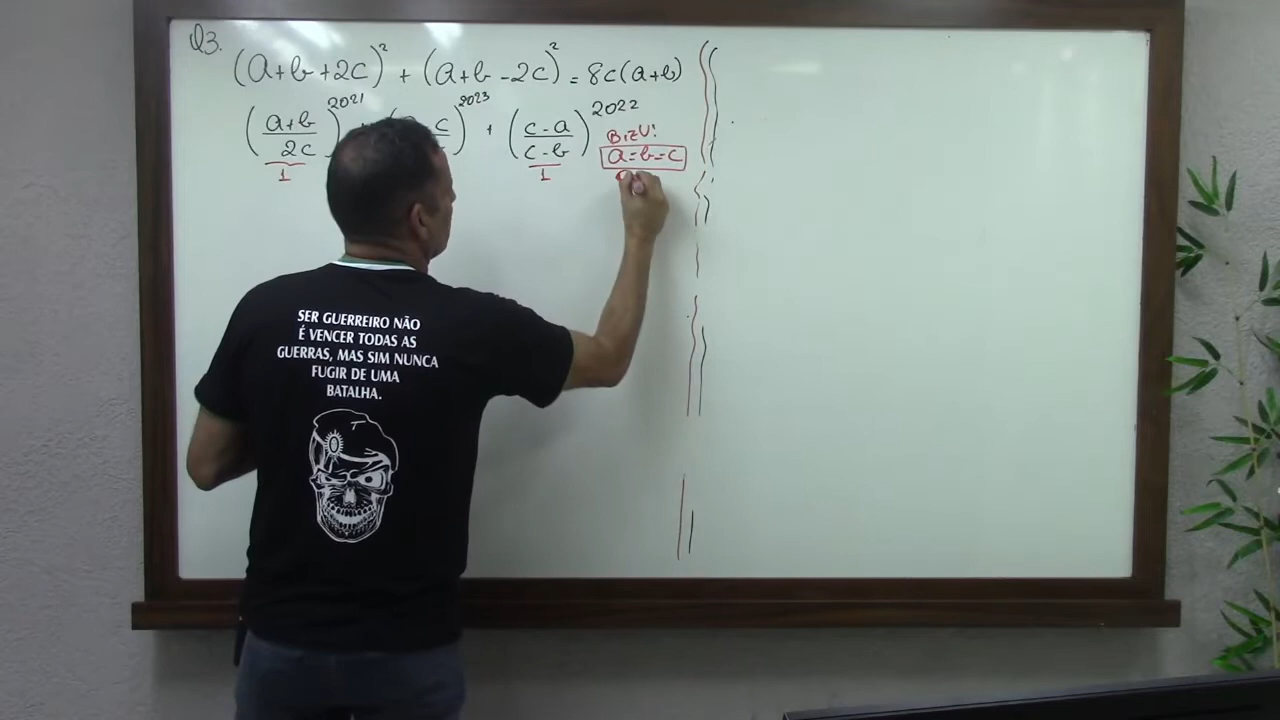 Q3.
(a+b+2c)² + (a+b-2c)² = 8c(a+b)
(a+b/2c)^2021 c)^2023 + (c-a/c-b)^2022
BIZU!
a=b=c
1 1
SER GUERREIRO NÃO
É VENCER TODAS AS
GUERRAS, MAS SIM NUNCA
FUGIR DE UMA
BATALHA.